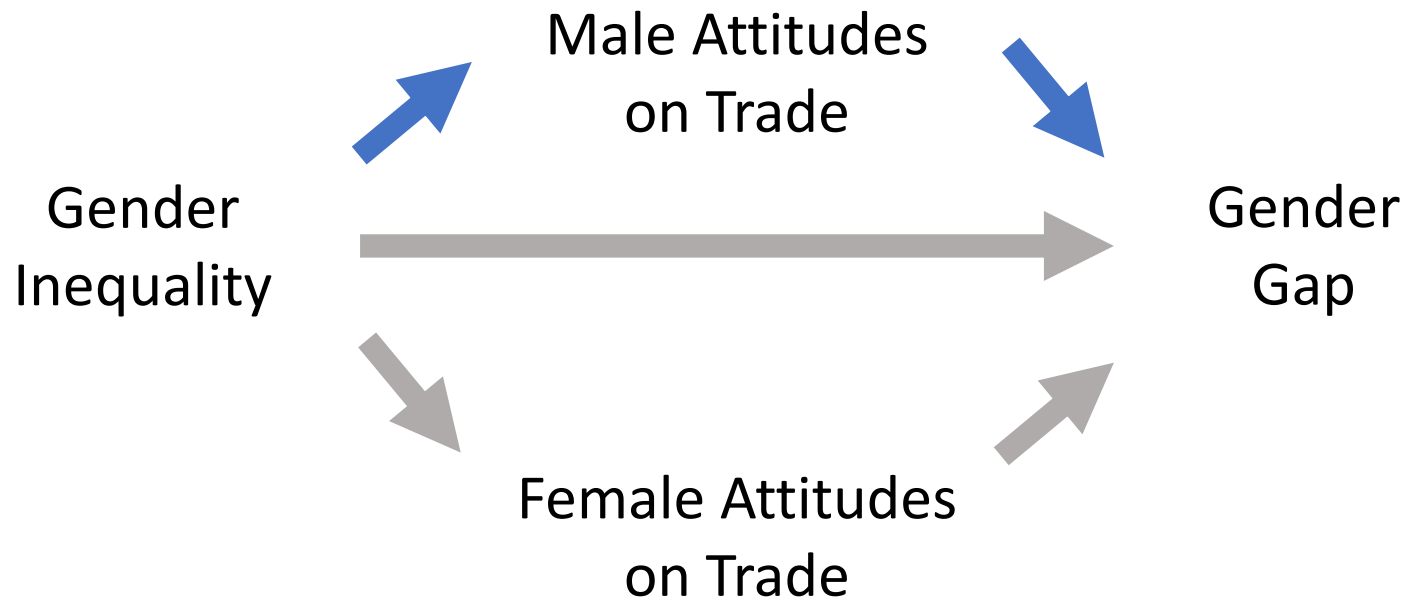 Male Attitudes
on Trade
Gender
Inequality
Gender
Gap
Female Attitudes
on Trade